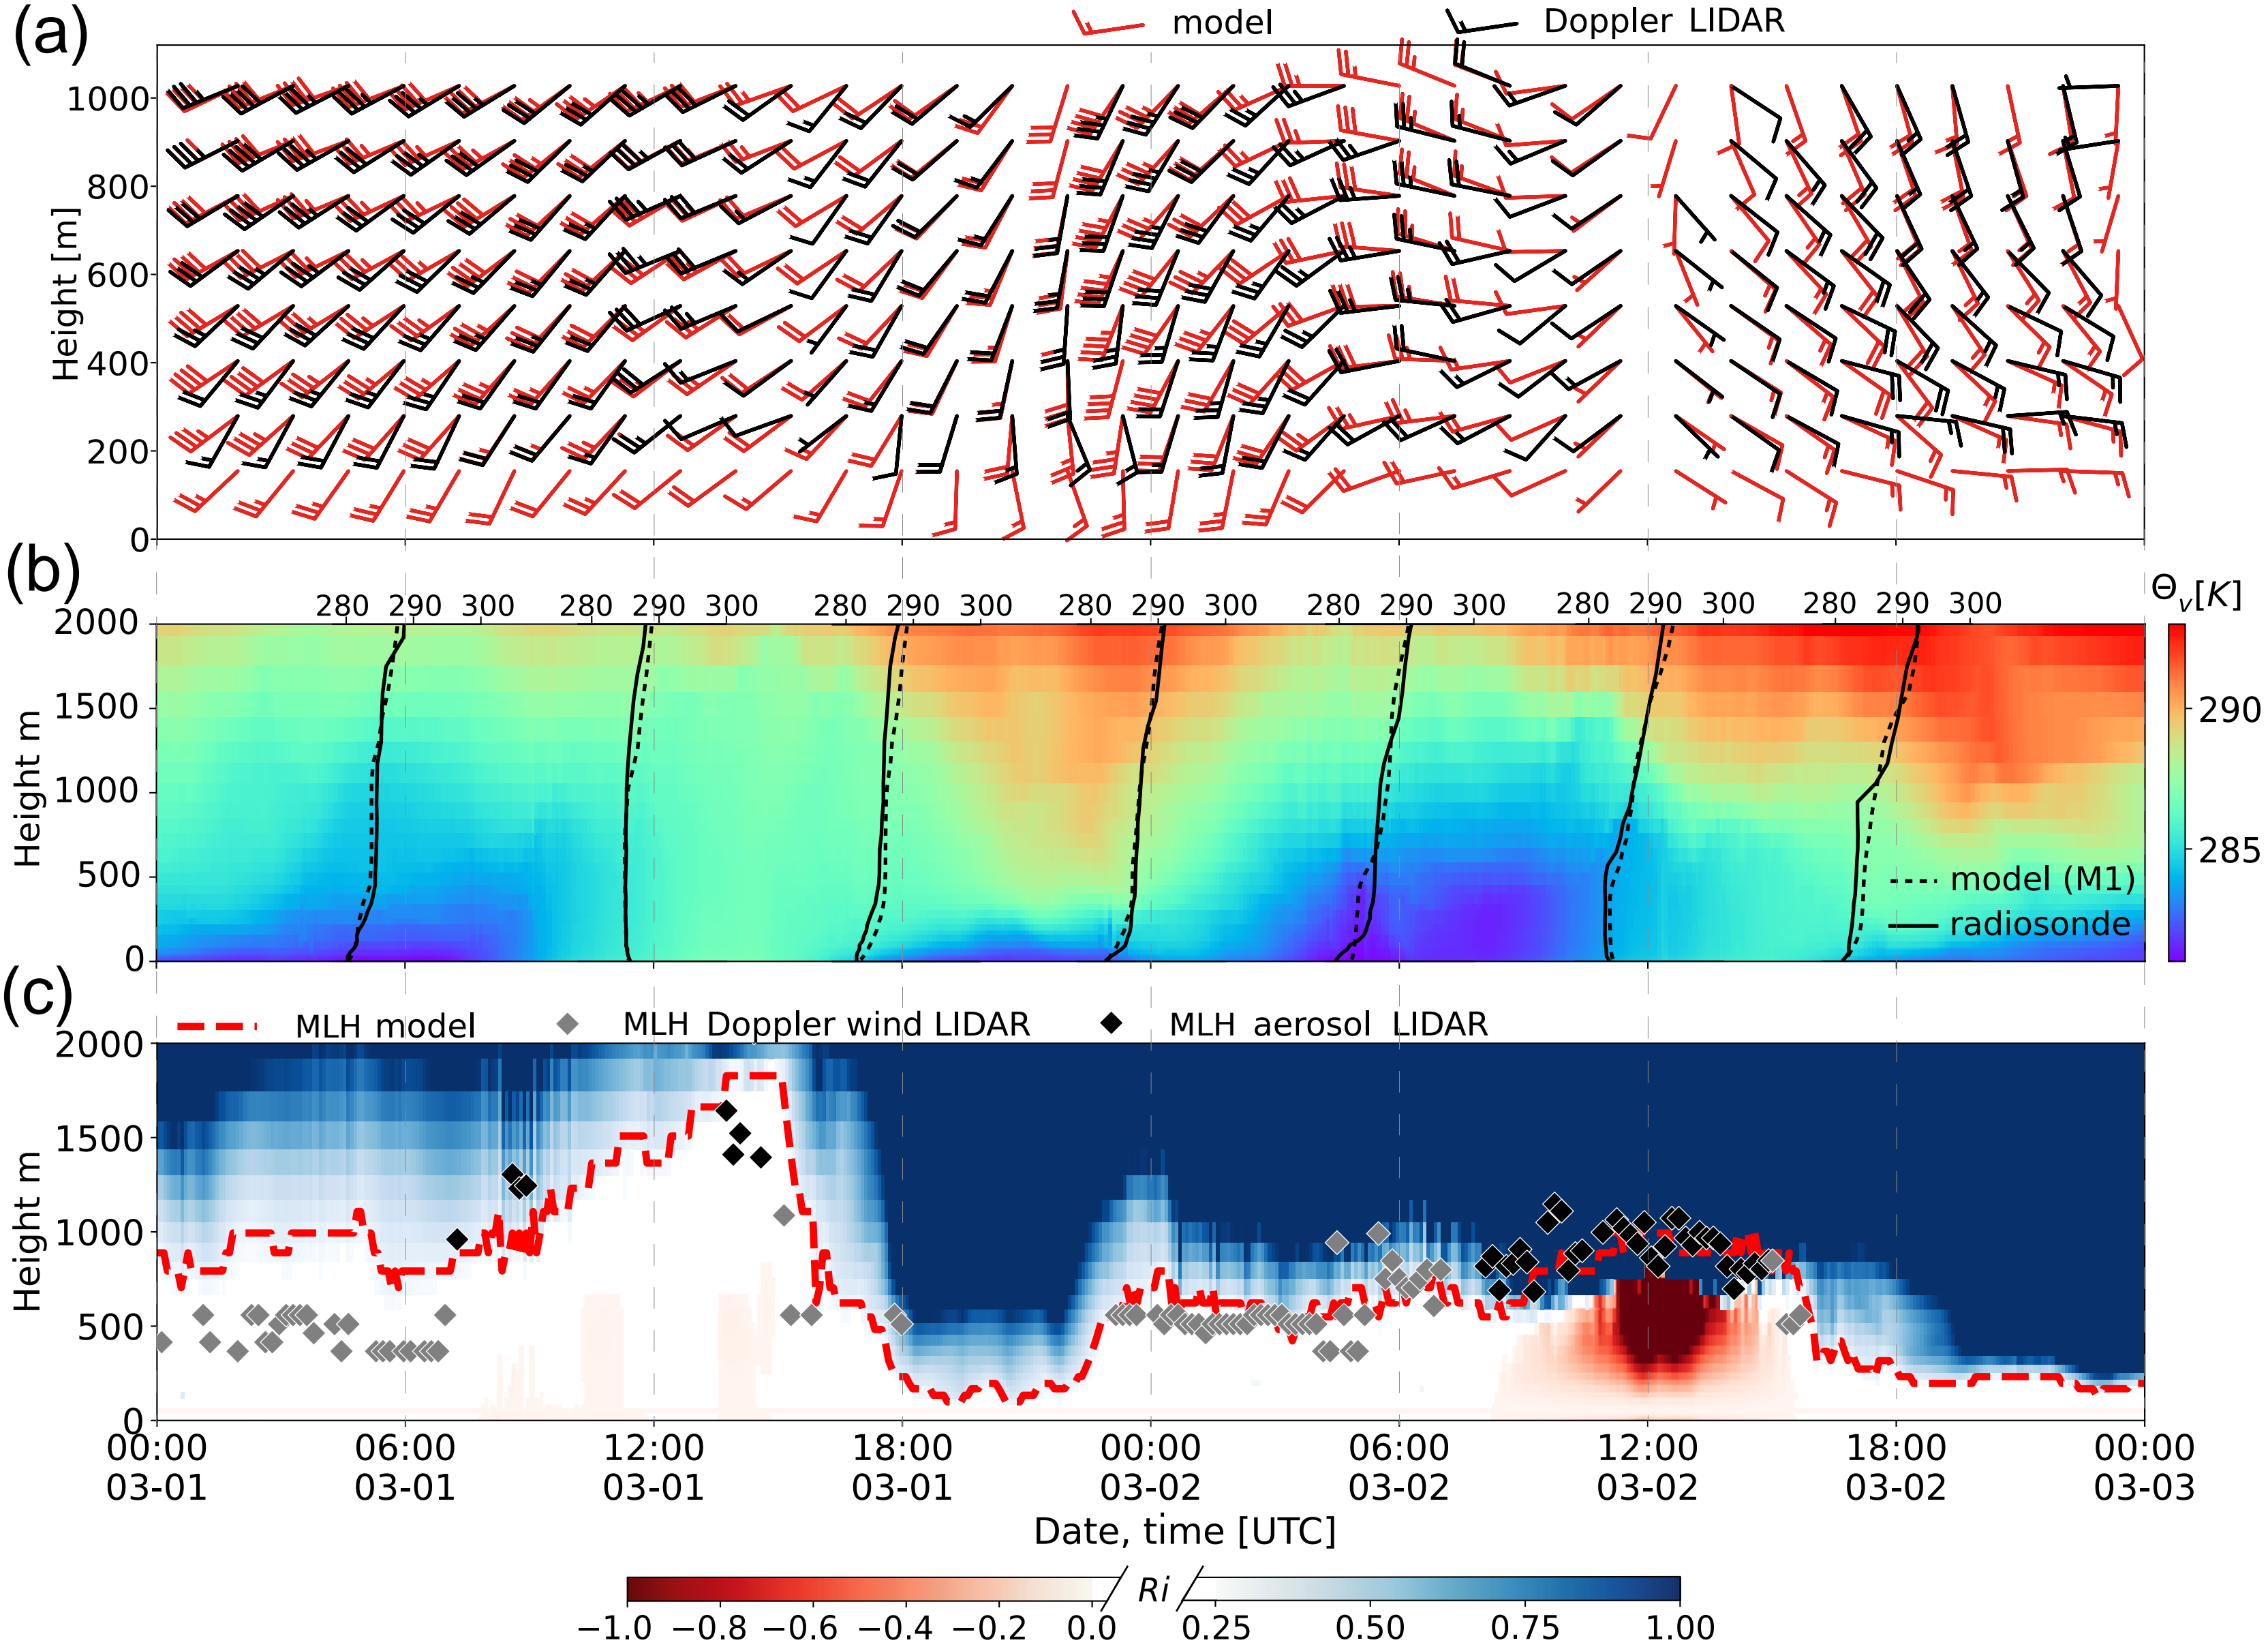 (a)
model
Doppler LIDAR
1000
800
600
400
200
0
Height [m]
(b)
280 290 300 280 290 300 280 290 300 280 290 300 280 290 300 280 290 300 280 290 300
Θv[K]
2000
1500
1000
500
0
Height m
290
285
model (M1)
radiosonde
(c)
MLH model
MLH Doppler wind LIDAR
MLH aerosol LIDAR
2000
1500
1000
500
0
Height m
00:00 06:00 12:00 18:00 00:00 06:00 12:00 18:00 00:00
03-01 03-01 03-01 03-01 03-02 03-02 03-02 03-02 03-03
Date, time [UTC]
Ri
−1.0 −0.8 −0.6 −0.4 −0.2 0.0 0.25 0.50 0.75 1.00